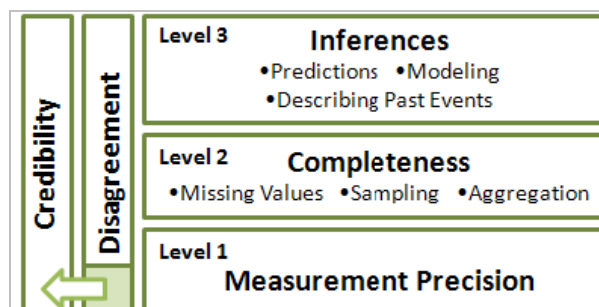 Credibility
Disagreement
Level 3
Inferences
•Predictions •Modeling
•Describing Past Events
Level 2
Completeness
•Missing Values •Sampling •Aggregation
Level 1
Measurement Precision